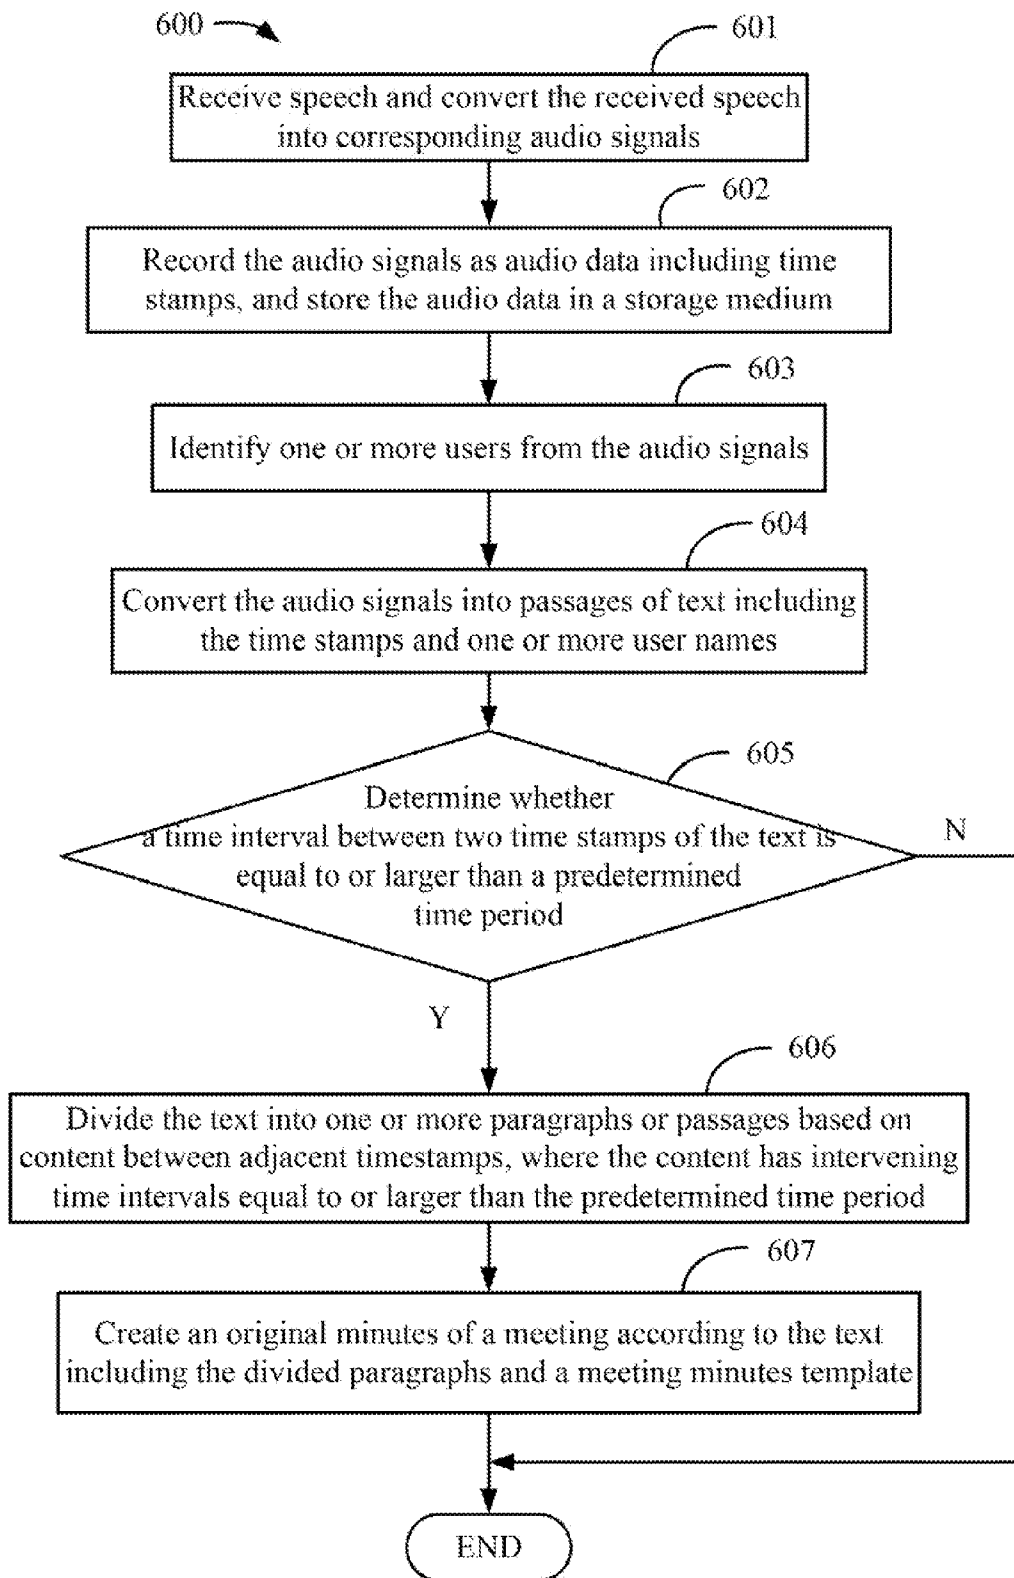 600
601
Receive speech and convert the received speech
into corresponding audio signals
602
Record the audio signals as audio data including time
stamps, and store the audio data in a storage medium
603
Identify one or more users from the audio signals
604
Convert the audio signals into passages of text including
the time stamps and one or more user names
605
Determine whether
a time interval between two time stamps of the text is
equal to or larger than a predetermined
time period
N
Y
606
Divide the text into one or more paragraphs or passages based on
content between adjacent timestamps, where the content has intervening
time intervals equal to or larger than the predetermined time period
607
Create an original minutes of a meeting according to the text
including the divided paragraphs and a meeting minutes template
END